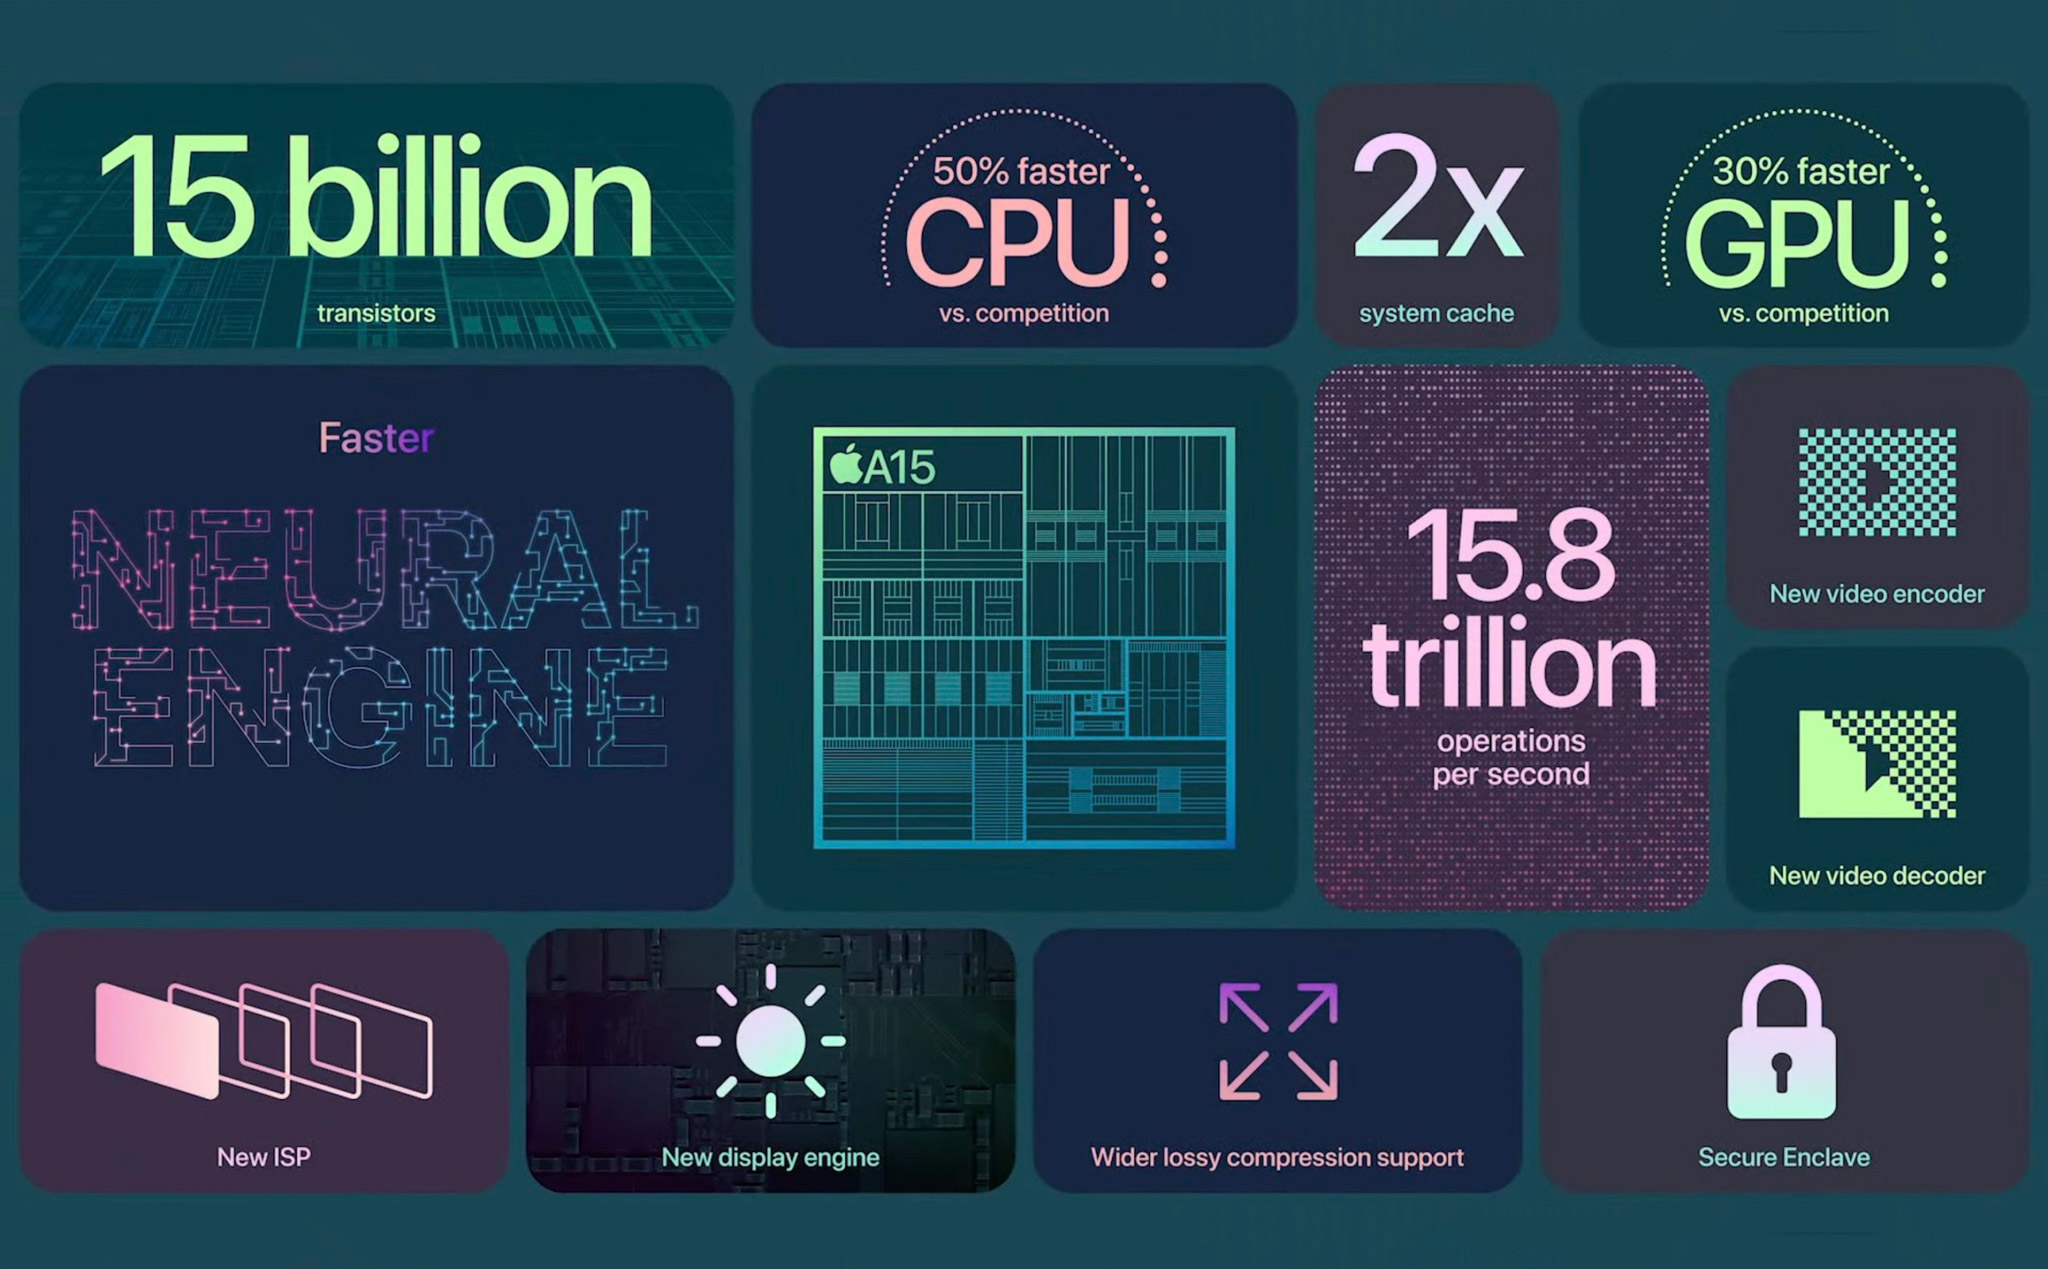 15 billion
transistors
50% faster
CPU
vs. competition
2x
system cache
30% faster
GPU
vs. competition
Faster
NEURAL
ENGINE
A15
15.8
trillion
operations
per second
New video encoder
New video decoder
New ISP
New display engine
Wider lossy compression support
Secure Enclave